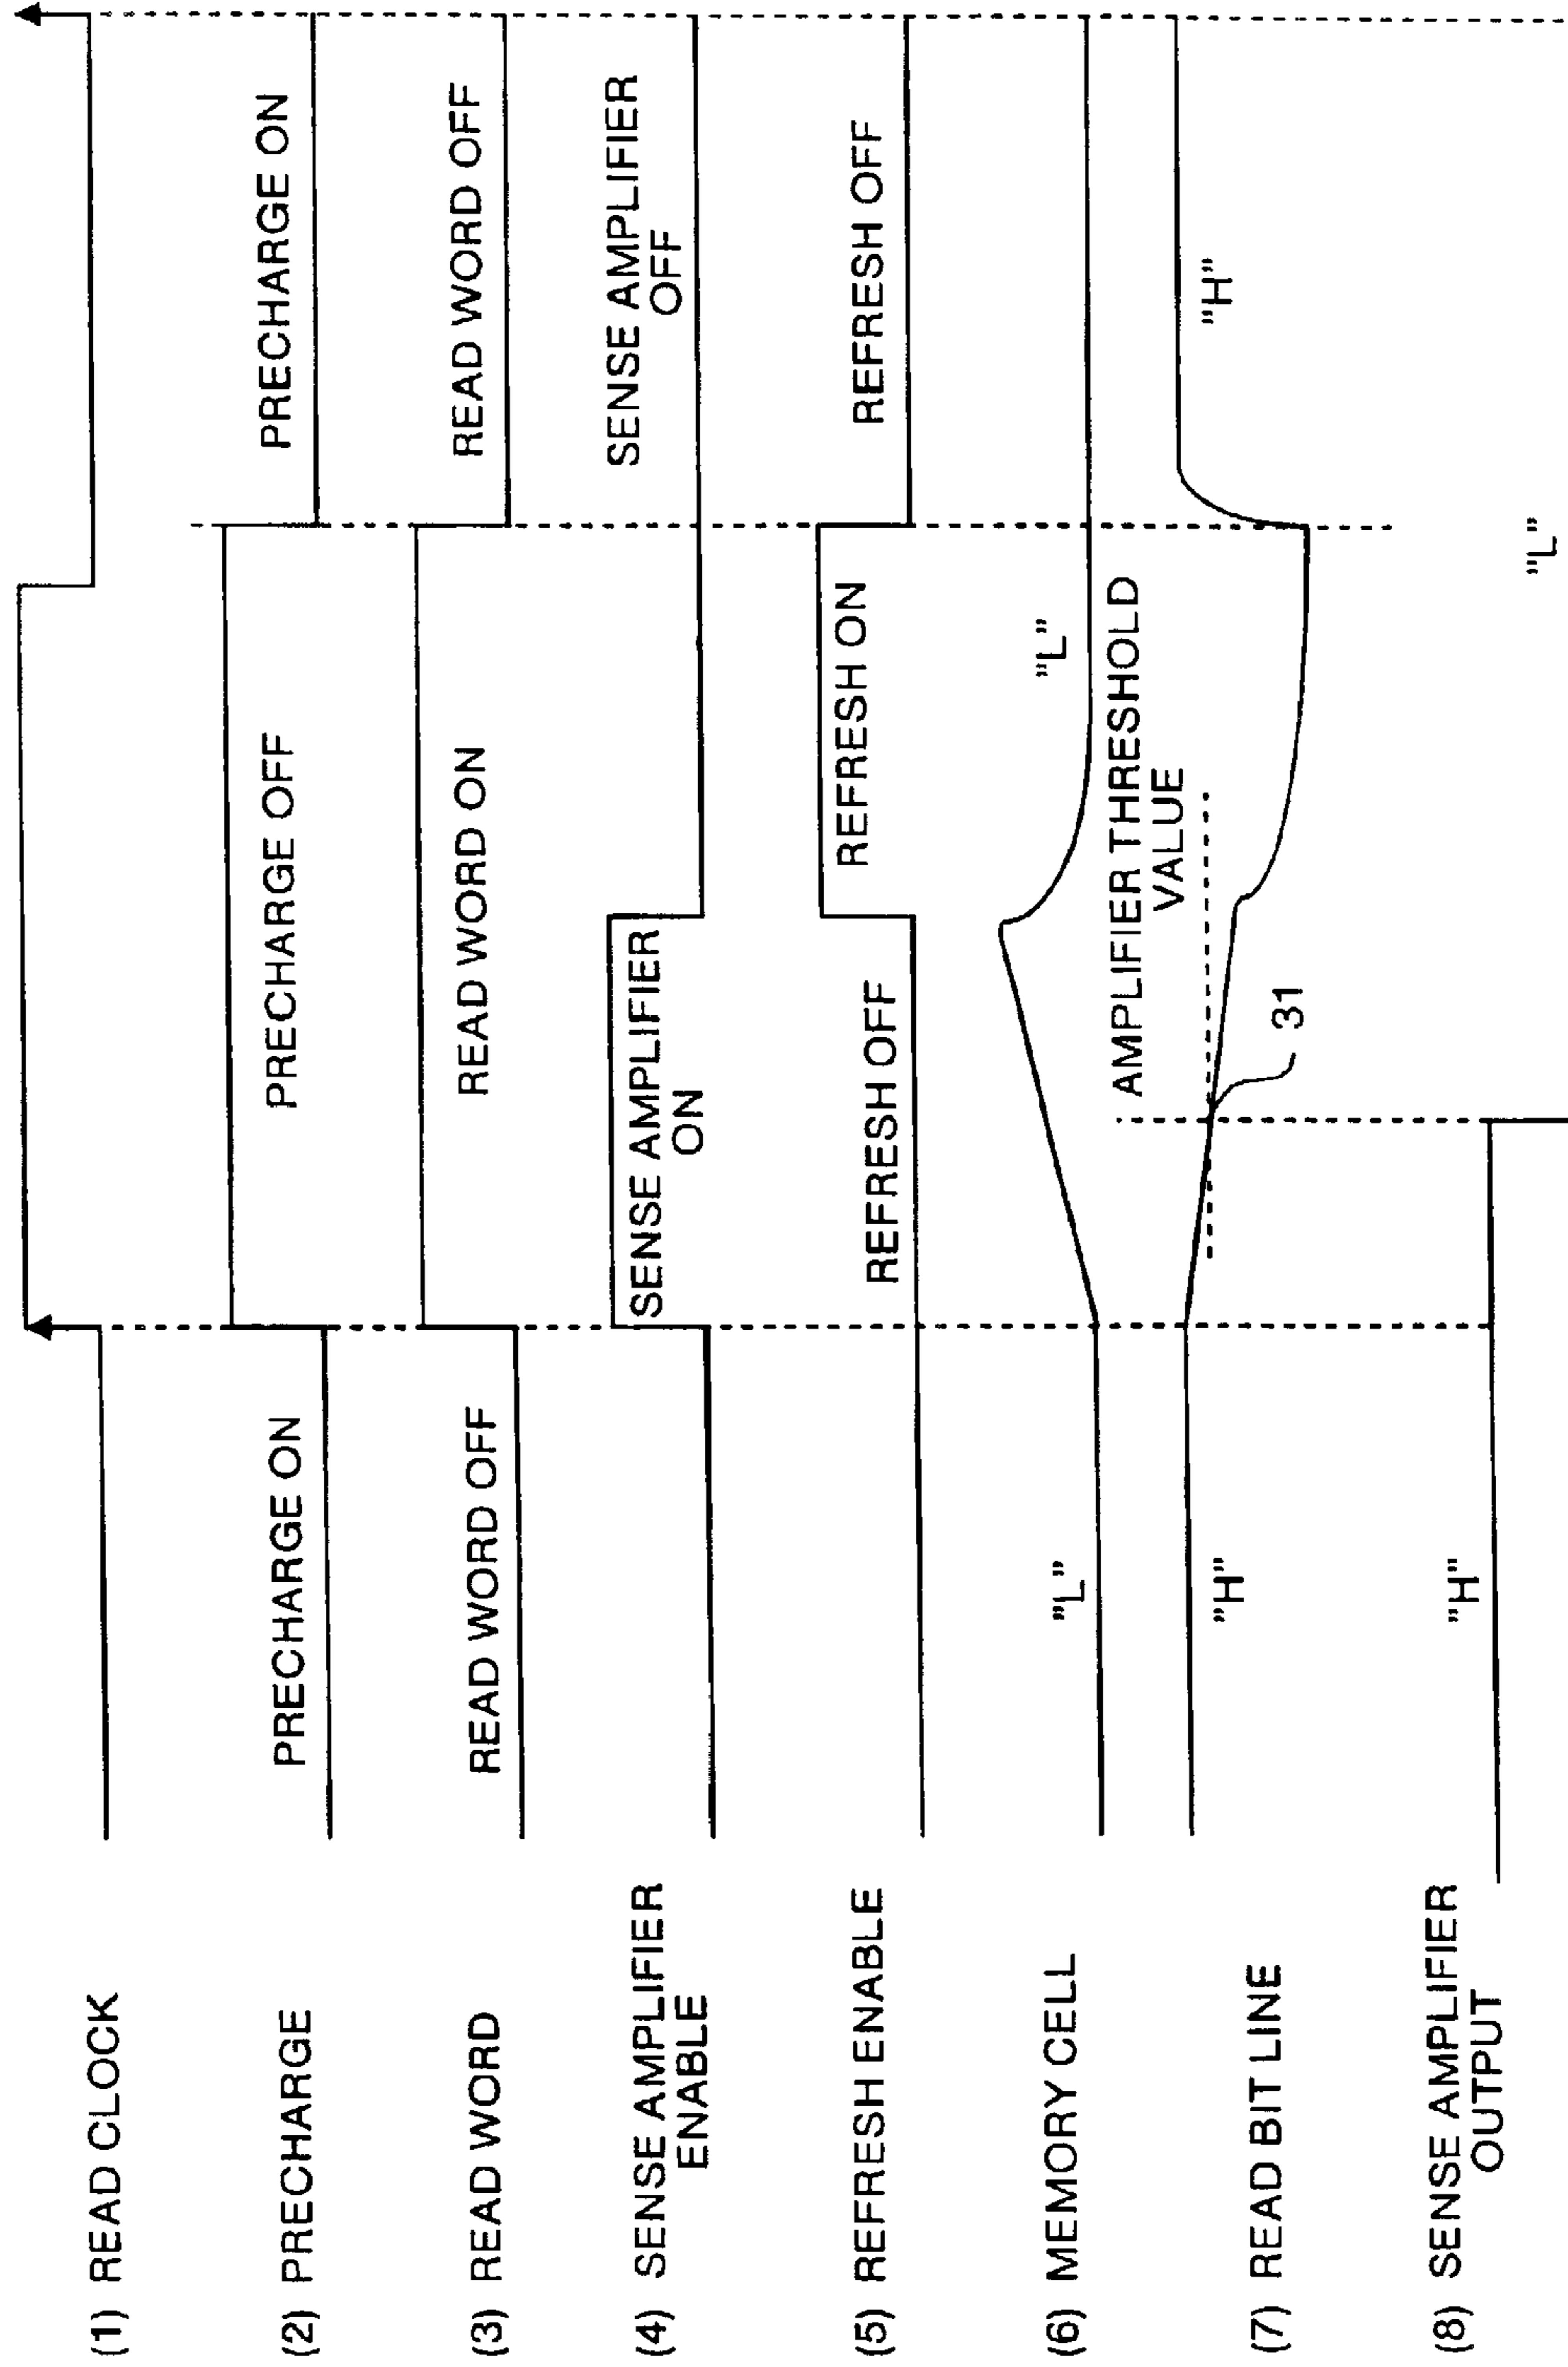 (1) READ CLOCK
(2) PRECHARGE
PRECHARGE ON
PRECHARGE OFF
PRECHARGE ON
(3) READ WORD
READ WORD OFF
READ WORD ON
READ WORD OFF
(4) SENSE AMPLIFIER
ENABLE
SENSE AMPLIFIER
ON
SENSE AMPLIFIER
OFF
(5) REFRESH ENABLE
REFRESH OFF
REFRESH ON
REFRESH OFF
(6) MEMORY CELL
"L"
"L"
AMPLIFIER THRESHOLD
VALUE
(7) READ BIT LINE
"H"
31
"H"
(8) SENSE AMPLIFIER
OUTPUT
"H"
"L"